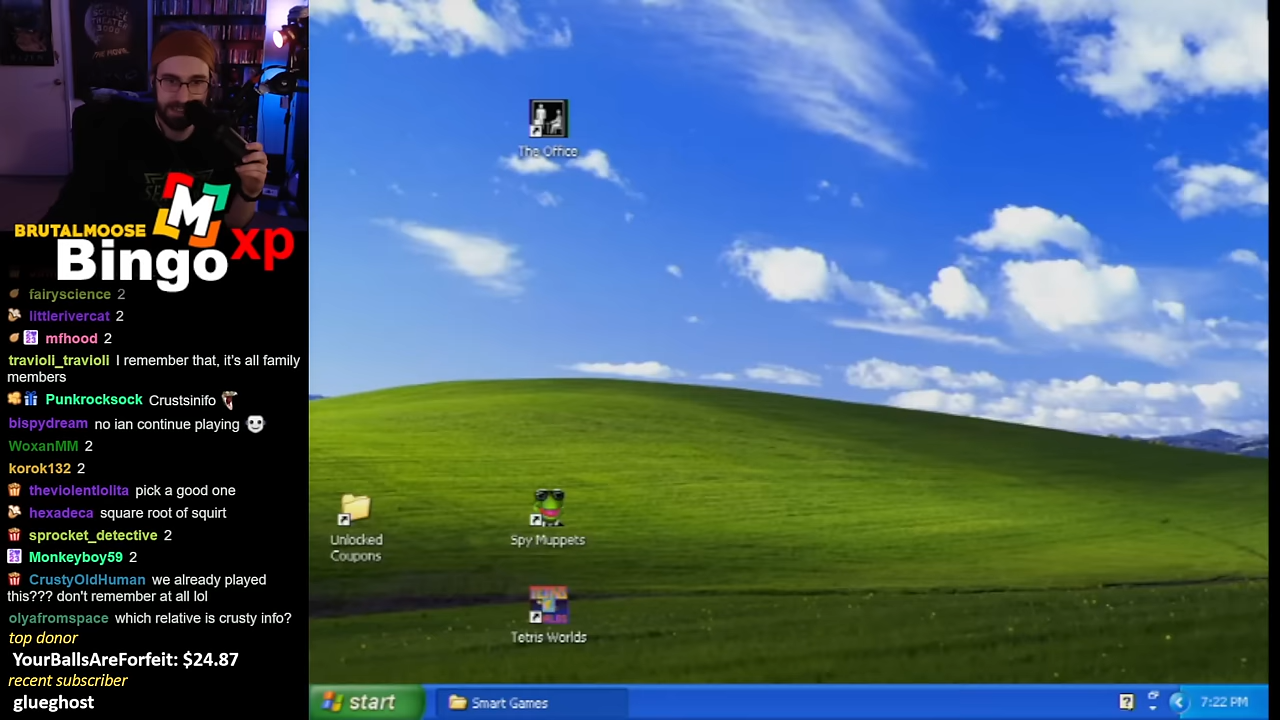 BRUTALMOOSE
M
Bingo xp
fairyscience 2
littlerivercat 2
mfhood 2
travioli_travioli I remember that, it's all family
members
Punkrocksock Crustsinifo
bispydream no ian continue playing
WoxanMM 2
korok132 2
theviolentlolita pick a good one
hexadeca square root of squirt
sprocket_detective 2
Monkeyboy59 2
CrustyOldHuman we already played
this??? don't remember at all lol
olyafromspace which relative is crusty info?
top donor
YourBallsAreForfeit: $24.87
recent subscriber
glueghost
The Office
Unlocked
Coupons
Spy Muppets
Tetris Worlds
start
Smart Games
?
7:22 PM